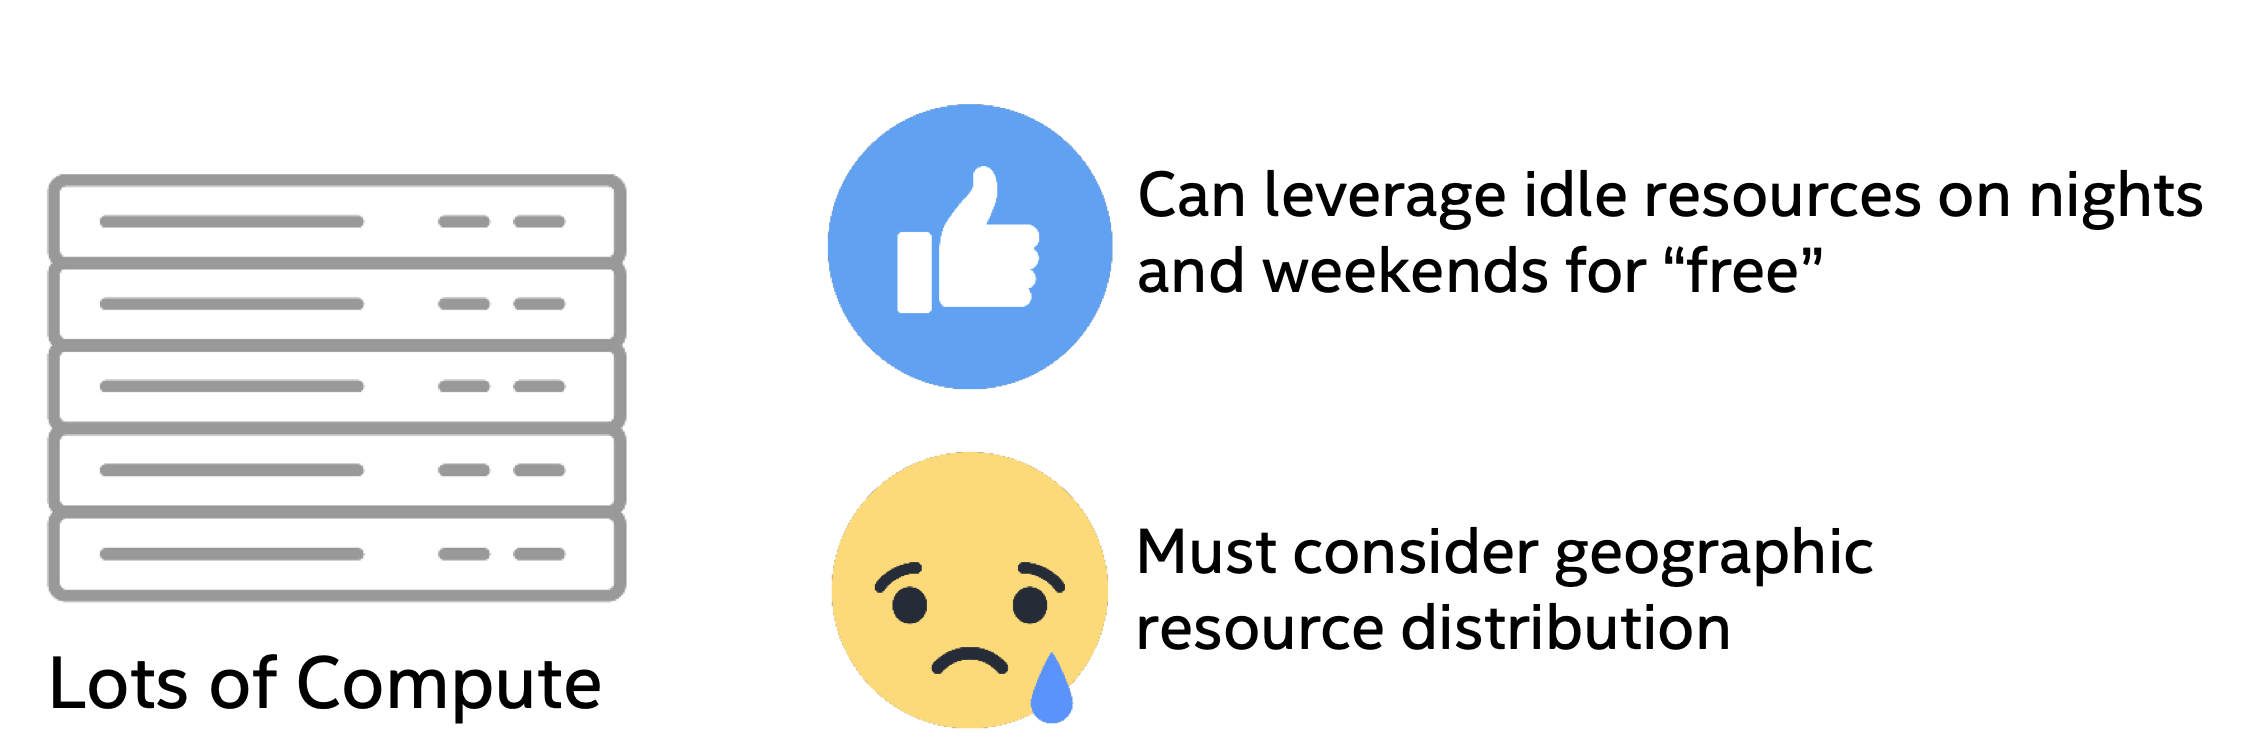 Can leverage idle resources on nights
and weekends for “free”
Must consider geographic
resource distribution
Lots of Compute